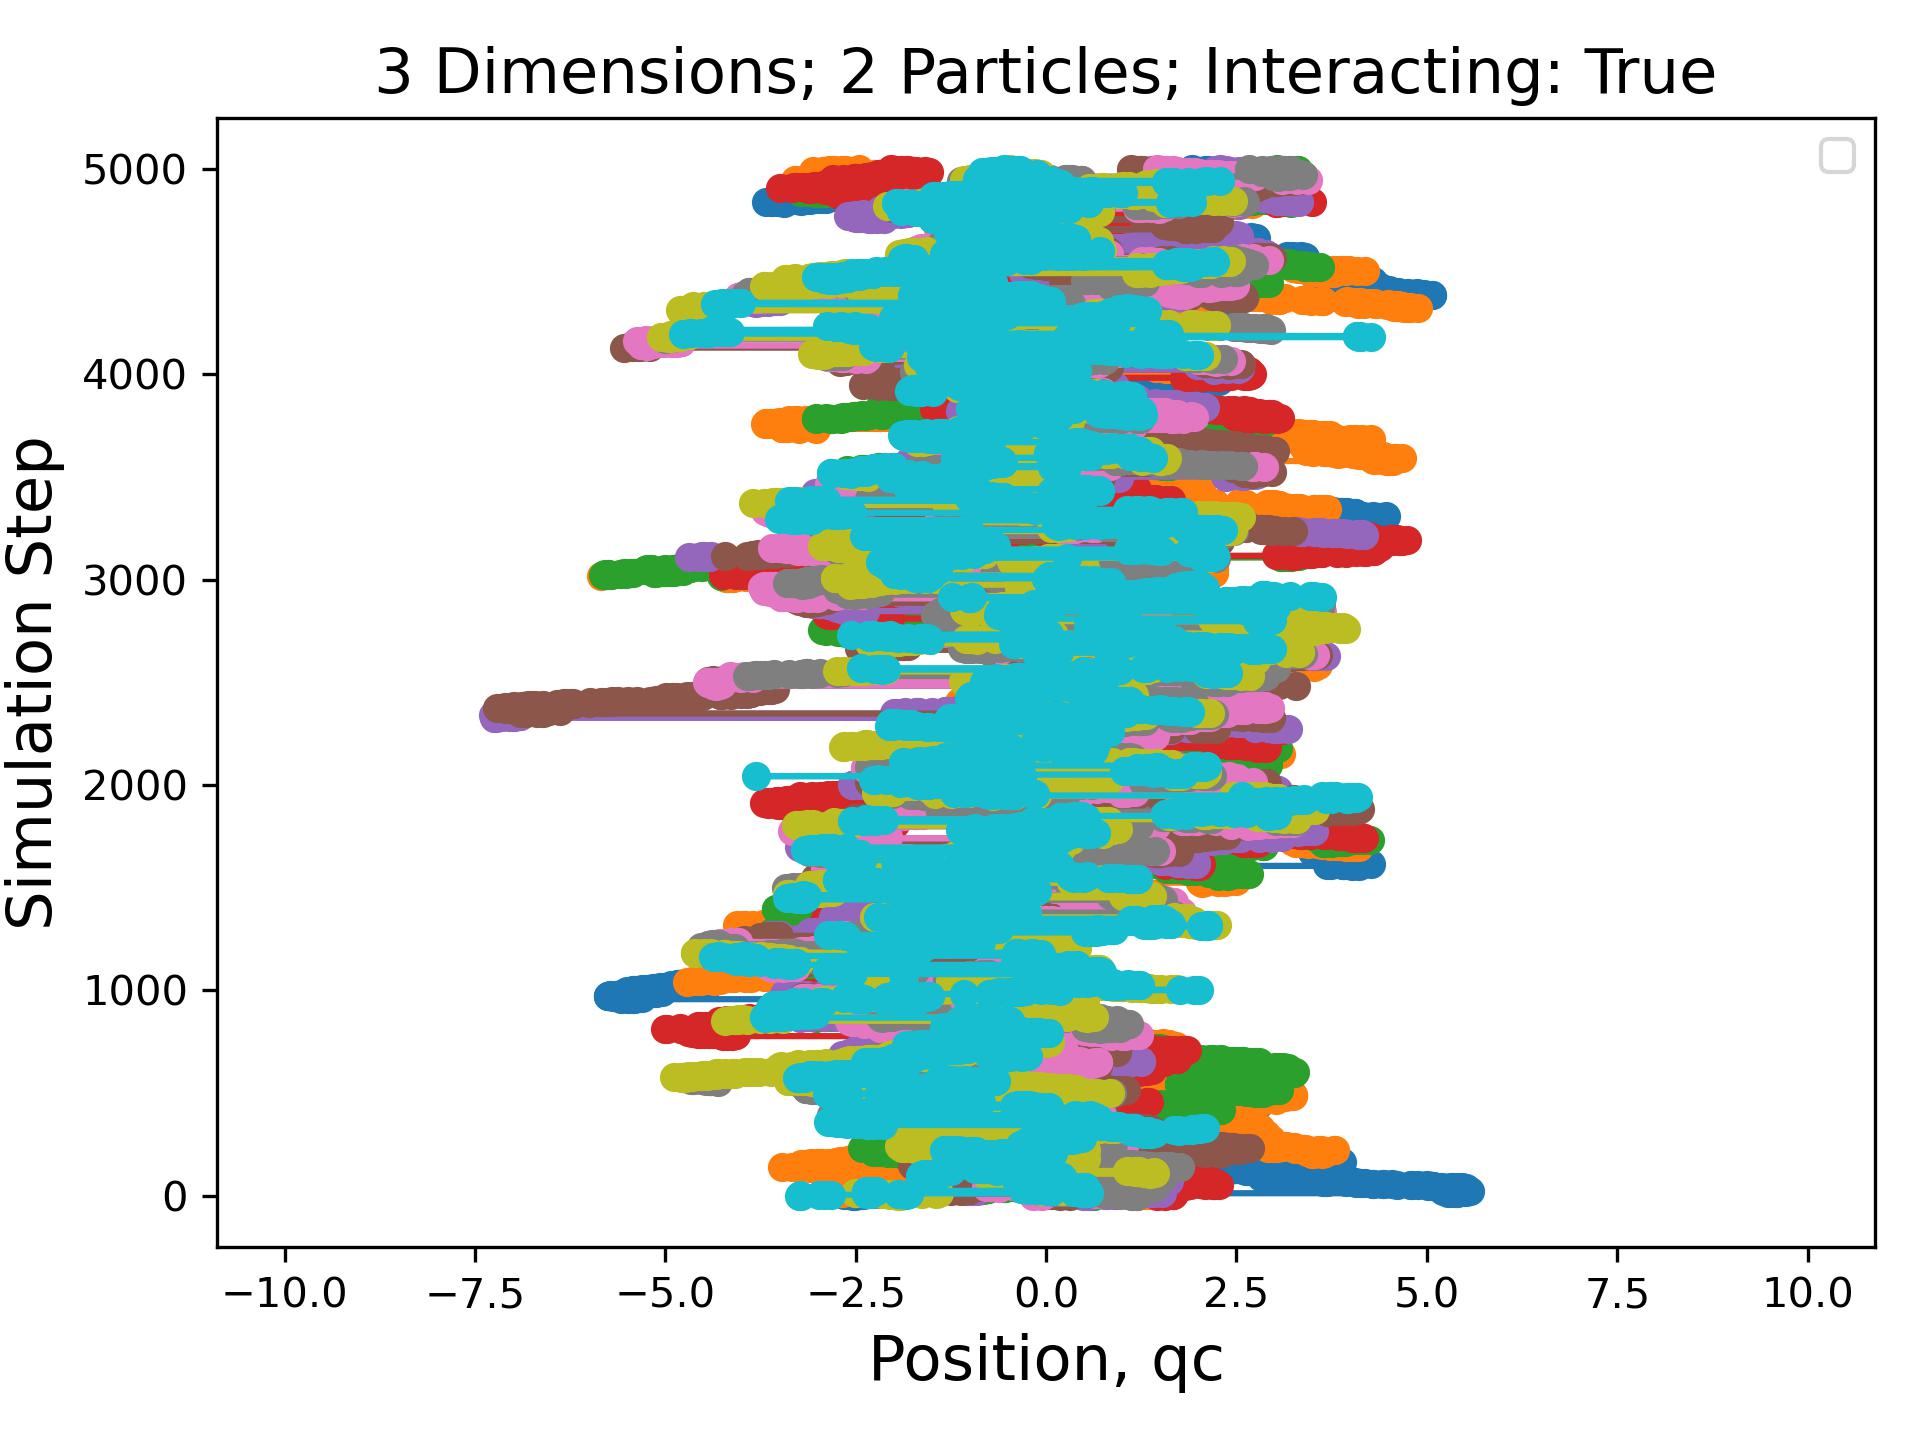 3 Dimensions; 2 Particles; Interacting: True
Simulation Step
5000
4000
3000
2000
1000
0
−10.0 −7.5 −5.0 −2.5 0.0 2.5 5.0 7.5 10.0
Position, qc